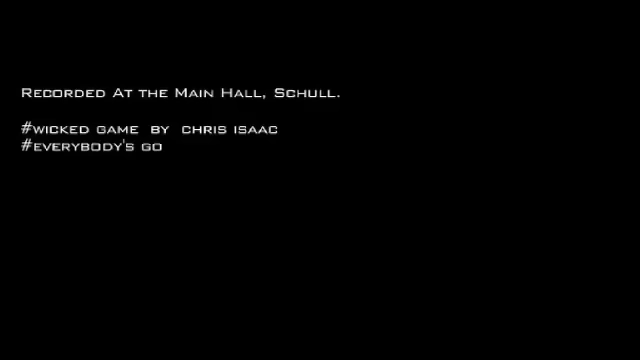 Recorded At the Main Hall, Schull.
#wicked game by chris isaac
#everybody's go